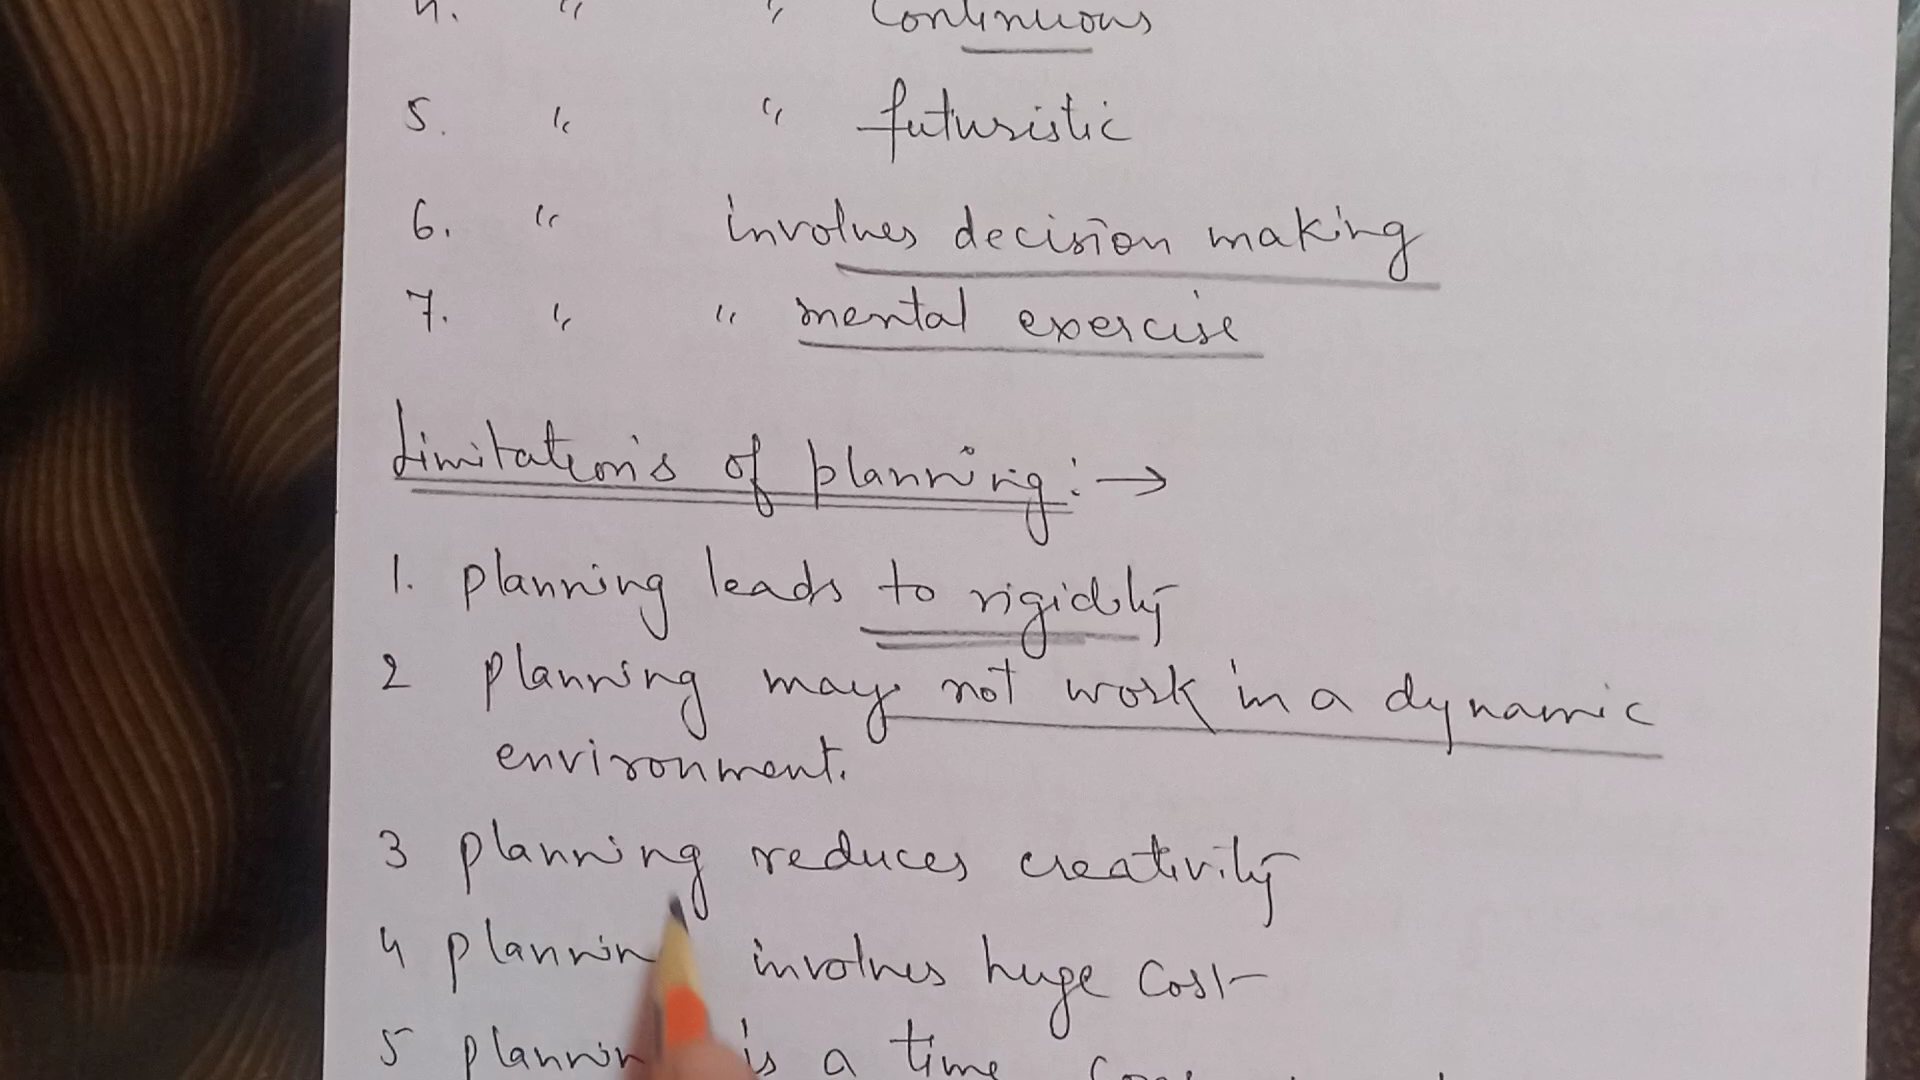 4. " " Continuous
5. " " futuristic
6. " involves decision making
7. " " mental exercise
Limitations of planning :→
1. planning leads to rigidity
2 planning may not work in a dynamic
environment.
3 planning reduces creativity
4 plannin involves huge cost
5 plannin is a time